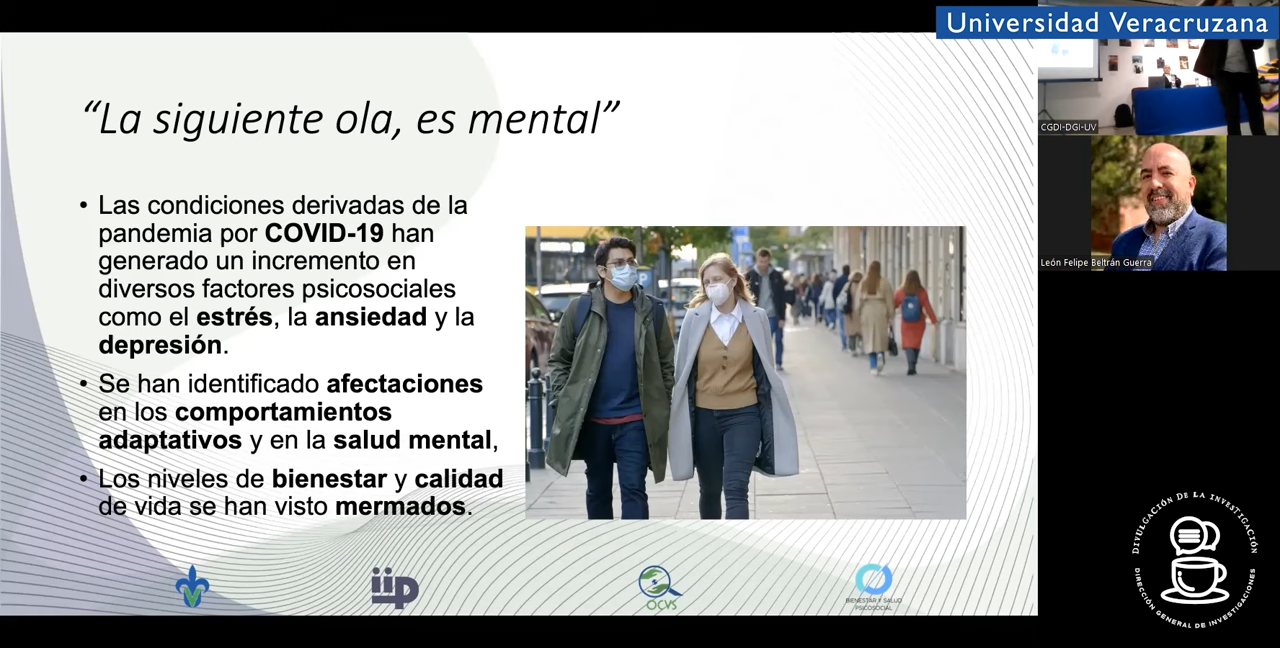 Universidad Veracruzana
“La siguiente ola, es mental”
• Las condiciones derivadas de la
pandemia por COVID-19 han
generado un incremento en
diversos factores psicosociales
como el estrés, la ansiedad y la
depresión.
• Se han identificado afectaciones
en los comportamientos
adaptativos y en la salud mental,
• Los niveles de bienestar y calidad
de vida se han visto mermados.
iip
OCVS
BIENESTAR Y SALUD
PSICOSOCIAL
CGDI-DGI-UV
León Felipe Beltrán Guerra
DIVULGACIÓN DE LA INVESTIGACIÓN
DIRECCIÓN GENERAL DE INVESTIGACIONES